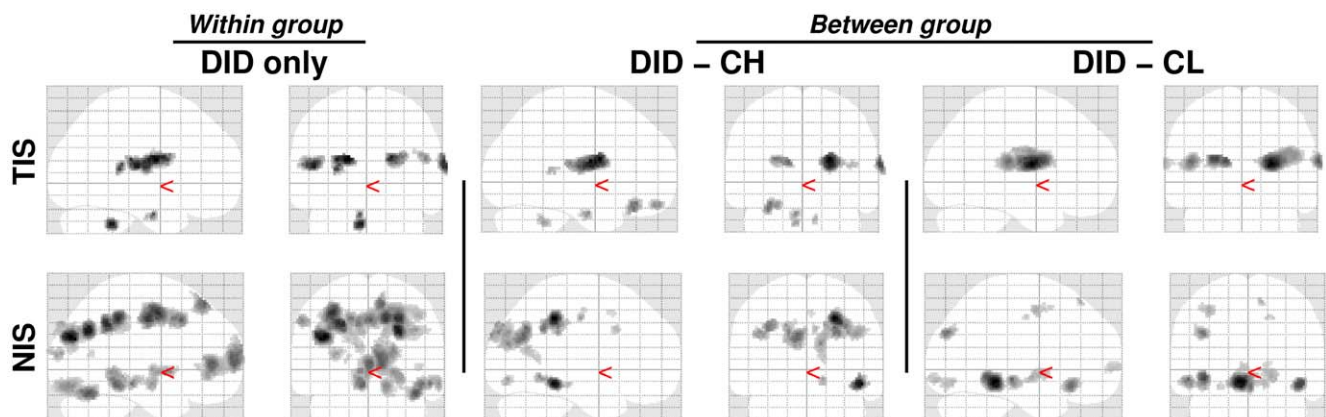 Within group
Between group
DID only
DID – CH
DID – CL
TIS
NIS